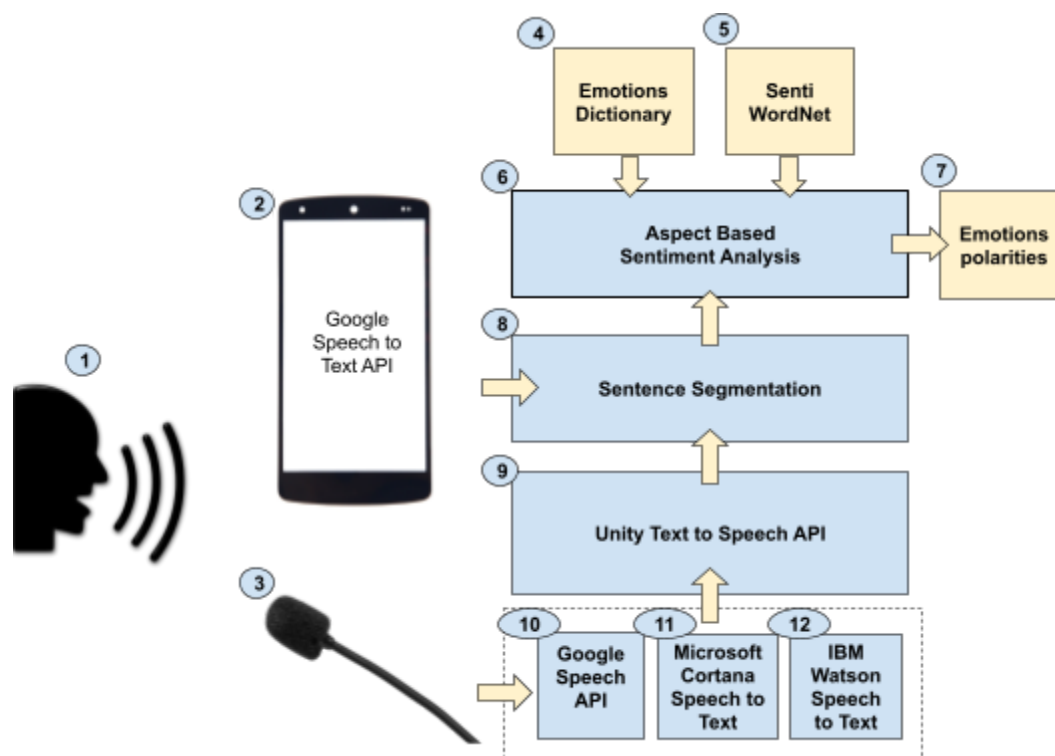 4
5
Emotions
Dictionary
Senti
WordNet
6
7
2
Aspect Based
Sentiment Analysis
Emotions
polarities
Google
Speech to
Text API
8
1
Sentence Segmentation
9
Unity Text to Speech API
3
10
11
12
Google
Speech
API
Microsoft
Cortana
Speech to
Text
IBM
Watson
Speech
to Text